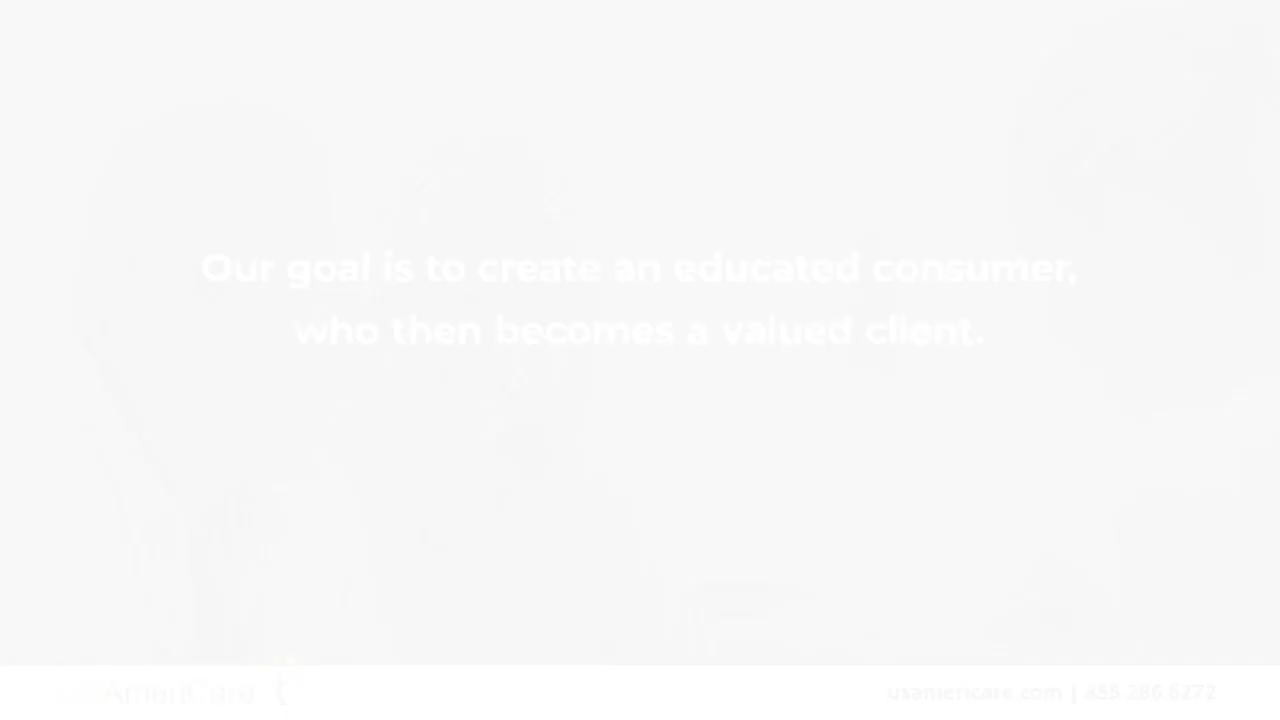 Our goal is to create an educated consumer,
who then becomes a valued client.
AmeriCare
usamericare.com | 855.286.6272